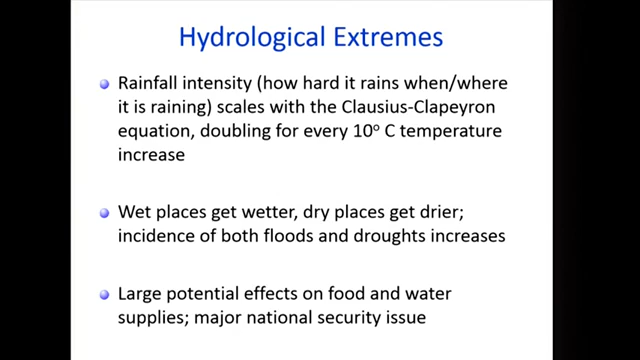 Hydrological Extremes
Rainfall intensity (how hard it rains when/where
it is raining) scales with the Clausius-Clapeyron
equation, doubling for every 10º C temperature
increase
Wet places get wetter, dry places get drier;
incidence of both floods and droughts increases
Large potential effects on food and water
supplies; major national security issue